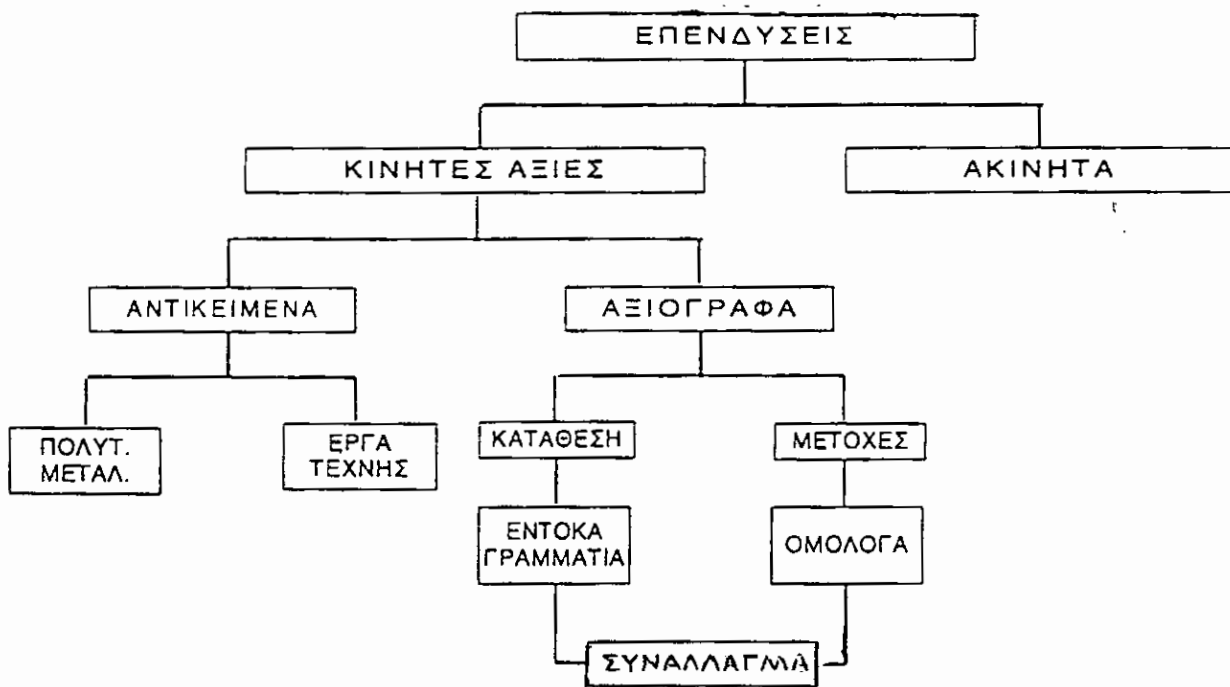 ΕΠΕΝΔΥΣΕΙΣ
ΚΙΝΗΤΕΣ ΑΞΙΕΣ
ΑΚΙΝΗΤΑ
ΑΝΤΙΚΕΙΜΕΝΑ
ΑΞΙΟΓΡΑΦΑ
ΠΟΛΥΤ.
ΜΕΤΑΛ.
ΕΡΓΑ
ΤΕΧΝΗΣ
ΚΑΤΑΘΕΣΗ
ΜΕΤΟΧΕΣ
ΕΝΤΟΚΑ
ΓΡΑΜΜΑΤΙΑ
ΟΜΟΛΟΓΑ
ΣΥΝΑΛΛΑΓΜΑ